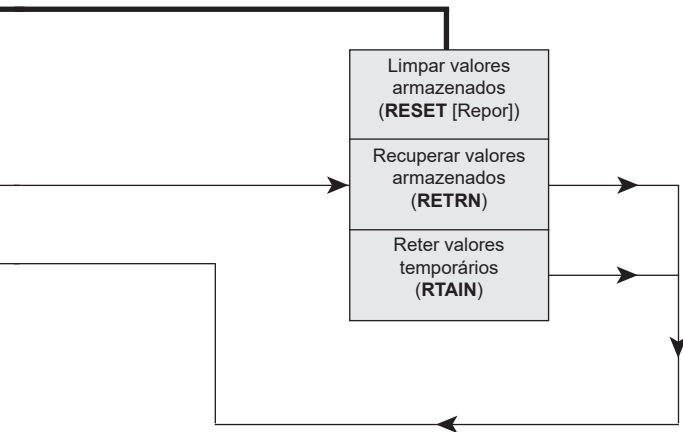 Limpar valores
armazenados
(RESET [Repor])
Recuperar valores
armazenados
(RETRN)
Reter valores
temporários
(RTAIN)